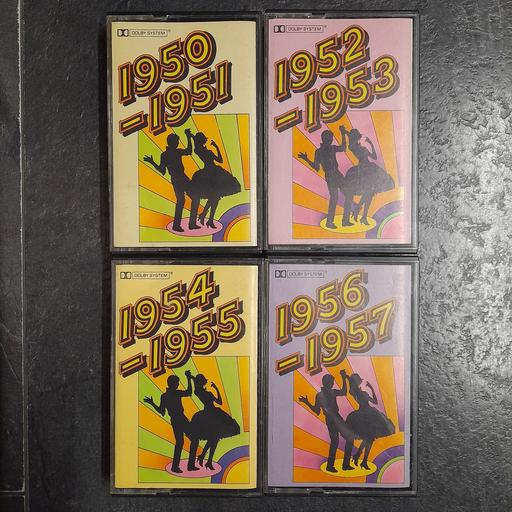 DOLBY SYSTEM®
1950
–1951
DOLBY SYSTEM®
1952
–1953
DOLBY SYSTEM®
1954
–1955
DOLBY SYSTEM®
1956
–1957